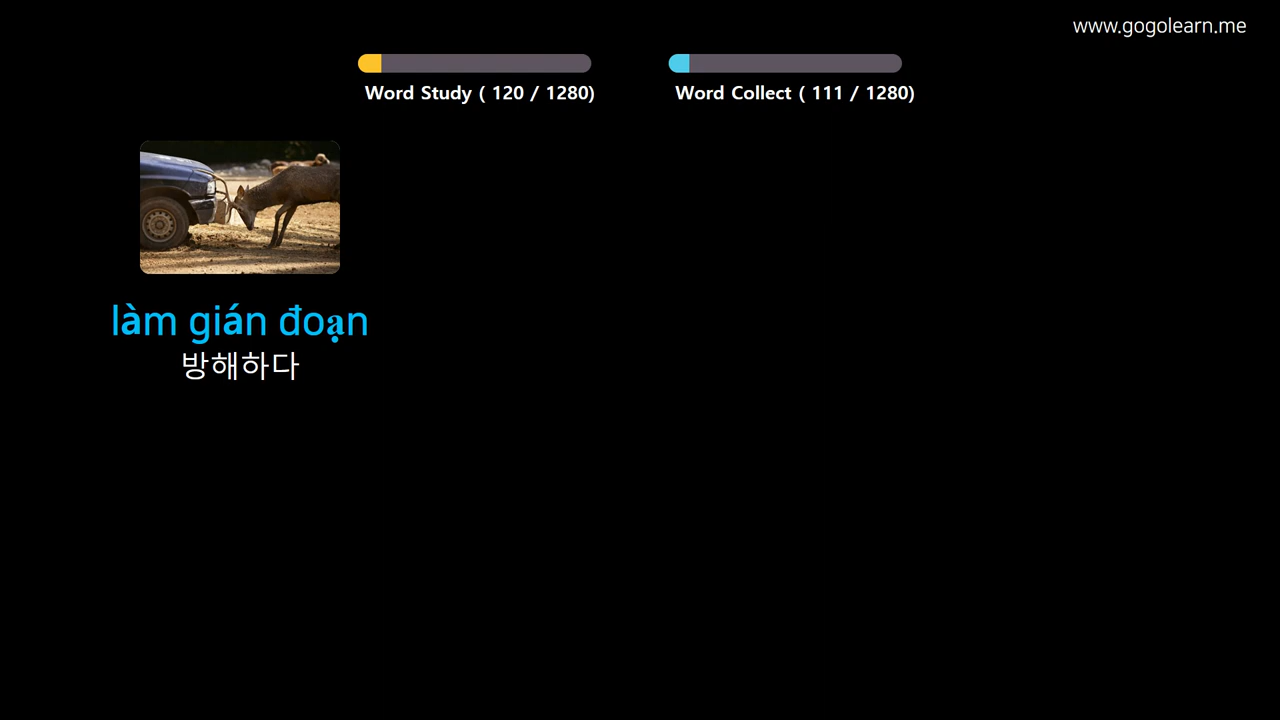 www.gogolearn.me
Word Study ( 120 / 1280)
Word Collect ( 111 / 1280)
làm gián đoạn
방해하다